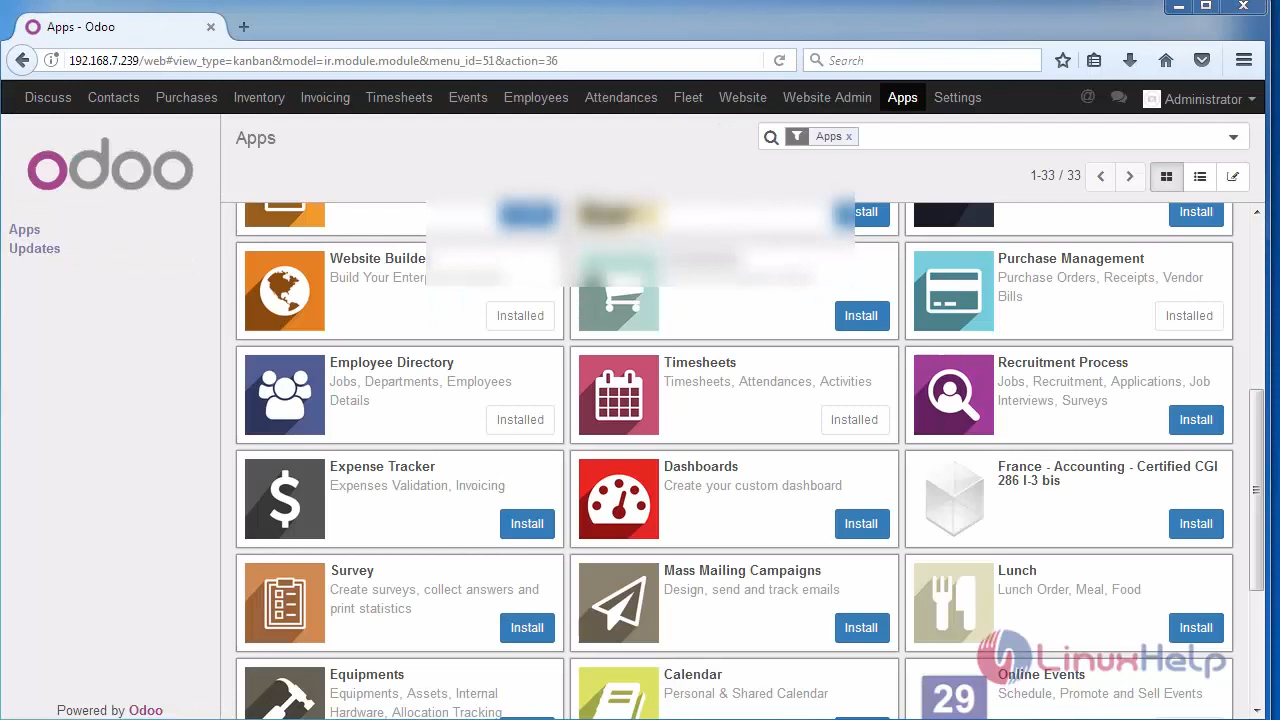 Apps - Odoo
192.168.7.239/web#view_type=kanban&model=ir.module.module&menu_id=51&action=36
Search
Discuss Contacts Purchases Inventory Invoicing Timesheets Events Employees Attendances Fleet Website Website Admin Apps Settings @ Administrator
odoo
Apps
Apps x
1-33 / 33
Apps
Updates
Install
Website Builde
Build Your Enter
Installed
Install
Purchase Management
Purchase Orders, Receipts, Vendor
Bills
Installed
Employee Directory
Jobs, Departments, Employees
Details
Installed
Timesheets
Timesheets, Attendances, Activities
Installed
Recruitment Process
Jobs, Recruitment, Applications, Job
Interviews, Surveys
Install
Expense Tracker
Expenses Validation, Invoicing
Install
Dashboards
Create your custom dashboard
Install
France - Accounting - Certified CGI
286 I-3 bis
Install
Survey
Create surveys, collect answers and
print statistics
Install
Mass Mailing Campaigns
Design, send and track emails
Install
Lunch
Lunch Order, Meal, Food
Install
Equipments
Equipments, Assets, Internal
Hardware, Allocation Tracking
Calendar
Personal & Shared Calendar
29
Online Events
Schedule, Promote and Sell Events
LinuxHelp
Powered by Odoo